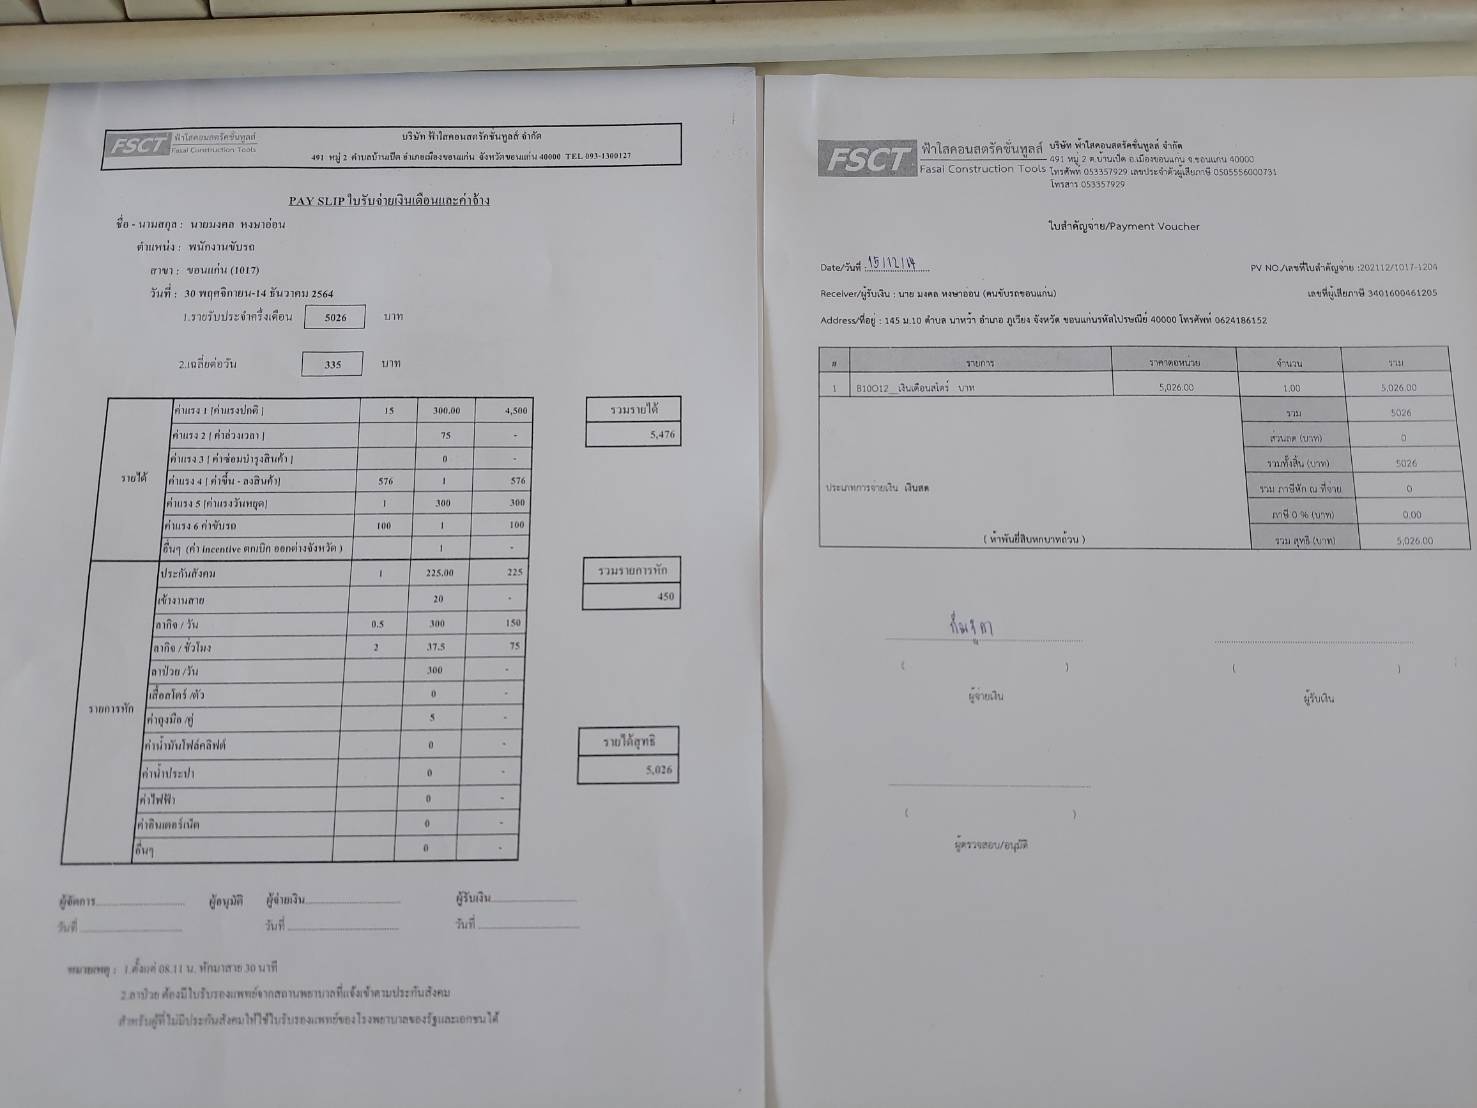 FSCT ฟ้าใสคอนสตรัคชั่นทูลส์
Fasai Construction Tools
บริษัท ฟ้าใสคอนสตรัคชั่นทูลส์ จำกัด
491 หมู่ 2 ตำบลบ้านเป็ด อำเภอเมืองขอนแก่น จังหวัดขอนแก่น 40000 TEL 093-1300127
PAY SLIP ใบรับจ่ายเงินเดือนและค่าจ้าง
ชื่อ - นามสกุล : นายมงคล หงษาอ่อน
ตำแหน่ง : พนักงานขับรถ
สาขา : ขอนแก่น (1017)
วันที่ : 30 พฤศจิกายน-14 ธันวาคม 2564
1.รายรับประจำครึ่งเดือน 5026 บาท
2.เฉลี่ยต่อวัน 335 บาท
รายได้
ค่าแรง 1 [ค่าแรงปกติ ] 15 300.00 4,500
ค่าแรง 2 [ ค่าล่วงเวลา ] 75 -
ค่าแรง 3 [ ค่าซ่อมบำรุงสินค้า ] 0 -
ค่าแรง 4 [ ค่าขึ้น - ลงสินค้า] 576 1 576
ค่าแรง 5 [ค่าแรงวันหยุด] 1 300 300
ค่าแรง 6 ค่าขับรถ 100 1 100
อื่นๆ (ค่า incentive ตกเบิก ออกต่างจังหวัด ) 1 -
รายการหัก
ประกันสังคม 1 225.00 225
เข้างานสาย 20 -
ลากิจ / วัน 0.5 300 150
ลากิจ / ชั่วโมง 2 37.5 75
ลาป่วย /วัน 300 -
เสื้อสโตร์ /ตัว 0 -
ค่าถุงมือ /คู่ 5 -
ค่าน้ำมันโฟล์คลิฟต์ 0 -
ค่าน้ำประปา 0 -
ค่าไฟฟ้า 0 -
ค่าอินเตอร์เน็ต 0 -
อื่นๆ 0 -
รวมรายได้
5,476
รวมรายการหัก
450
รายได้สุทธิ
5,026
ผู้จัดการ ผู้อนุมัติ ผู้จ่ายเงิน ผู้รับเงิน
วันที่ วันที่ วันที่
หมายเหตุ : 1.ตั้งแต่ 08.11 น. หักมาสาย 30 นาที
2.ลาป่วย ต้องมีใบรับรองแพทย์จากสถานพยาบาลที่แจ้งเข้าตามประกันสังคม
สำหรับผู้ที่ไม่มีประกันสังคมให้ใช้ใบรับรองแพทย์ของโรงพยาบาลของรัฐและเอกชนได้
FSCT ฟ้าใสคอนสตรัคชั่นทูลส์
Fasai Construction Tools
บริษัท ฟ้าใสคอนสตรัคชั่นทูลส์ จำกัด
491 หมู่ 2 ต.บ้านเป็ด อ.เมืองขอนแก่น จ.ขอนแก่น 40000
โทรศัพท์ 053357929 เลขประจำตัวผู้เสียภาษี 0505556000731
โทรสาร 053357929
ใบสำคัญจ่าย/Payment Voucher
Date/วันที่ : 15/12/64 PV NO./เลขที่ใบสำคัญจ่าย :202112/1017-1204
Receiver/ผู้รับเงิน : นาย มงคล หงษาอ่อน (คนขับรถขอนแก่น) เลขที่ผู้เสียภาษี 3401600461205
Address/ที่อยู่ : 145 ม.10 ตำบล นาหว้า อำเภอ ภูเวียง จังหวัด ขอนแก่นรหัสไปรษณีย์ 40000 โทรศัพท์ 0624186152
# รายการ ราคาต่อหน่วย จำนวน รวม
1 B10O12__เงินเดือนสโตร์ บาท 5,026.00 1.00 5,026.00
รวม 5026
ส่วนลด (บาท) 0
รวมทั้งสิ้น (บาท) 5026
ประเภทการจ่ายเงิน เงินสด
รวม ภาษีหัก ณ ที่จ่าย 0
ภาษี 0 % (บาท) 0.00
( ห้าพันยี่สิบหกบาทถ้วน ) รวม สุทธิ (บาท) 5,026.00
( ) ( )
ผู้จ่ายเงิน ผู้รับเงิน
( )
ผู้ตรวจสอบ/อนุมัติ